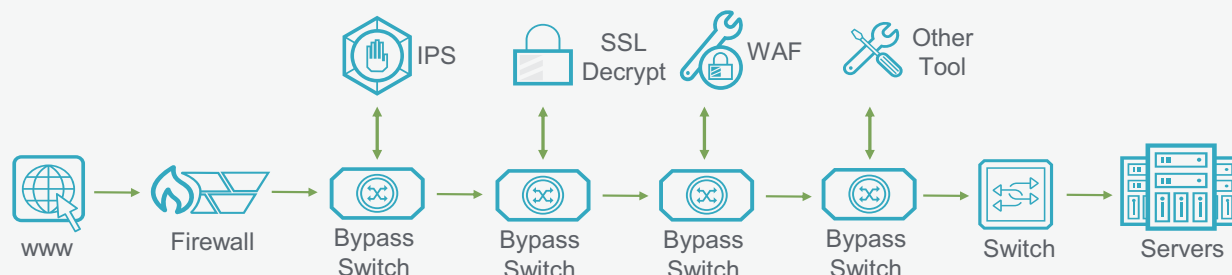 IPS
SSL
Decrypt
WAF
Other
Tool
www
Firewall
Bypass
Switch
Bypass
Switch
Bypass
Switch
Bypass
Switch
Switch
Servers